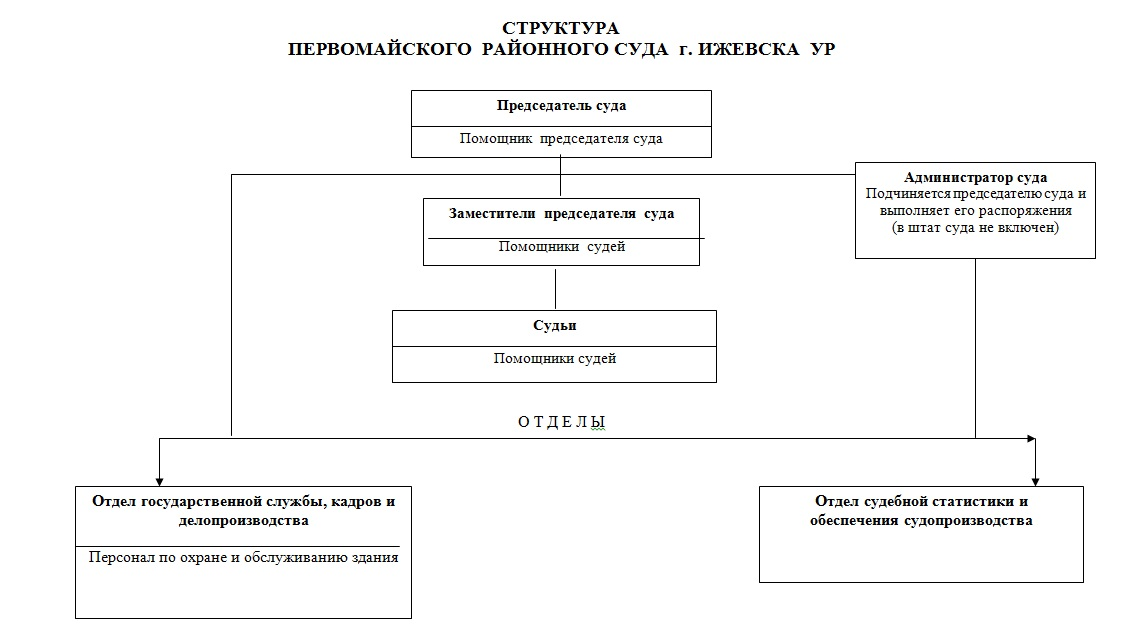 СТРУКТУРА
ПЕРВОМАЙСКОГО РАЙОННОГО СУДА г. ИЖЕВСКА УР
Председатель суда
Помощник председателя суда
Администратор суда
Подчиняется председателю суда и
выполняет его распоряжения
(в штат суда не включен)
Заместители председателя суда
Помощники судей
Судьи
Помощники судей
О Т Д Е Л Ы
Отдел государственной службы, кадров и
делопроизводства
Персонал по охране и обслуживанию здания
Отдел судебной статистики и
обеспечения судопроизводства